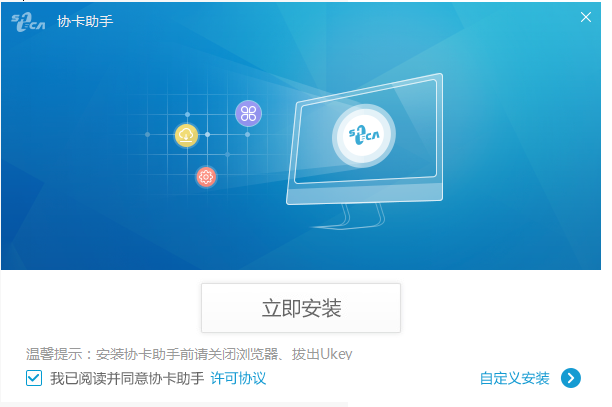 SHECA 协卡助手
SHECA
立即安装
温馨提示：安装协卡助手前请关闭浏览器、拔出Ukey
我已阅读并同意协卡助手 许可协议 自定义安装